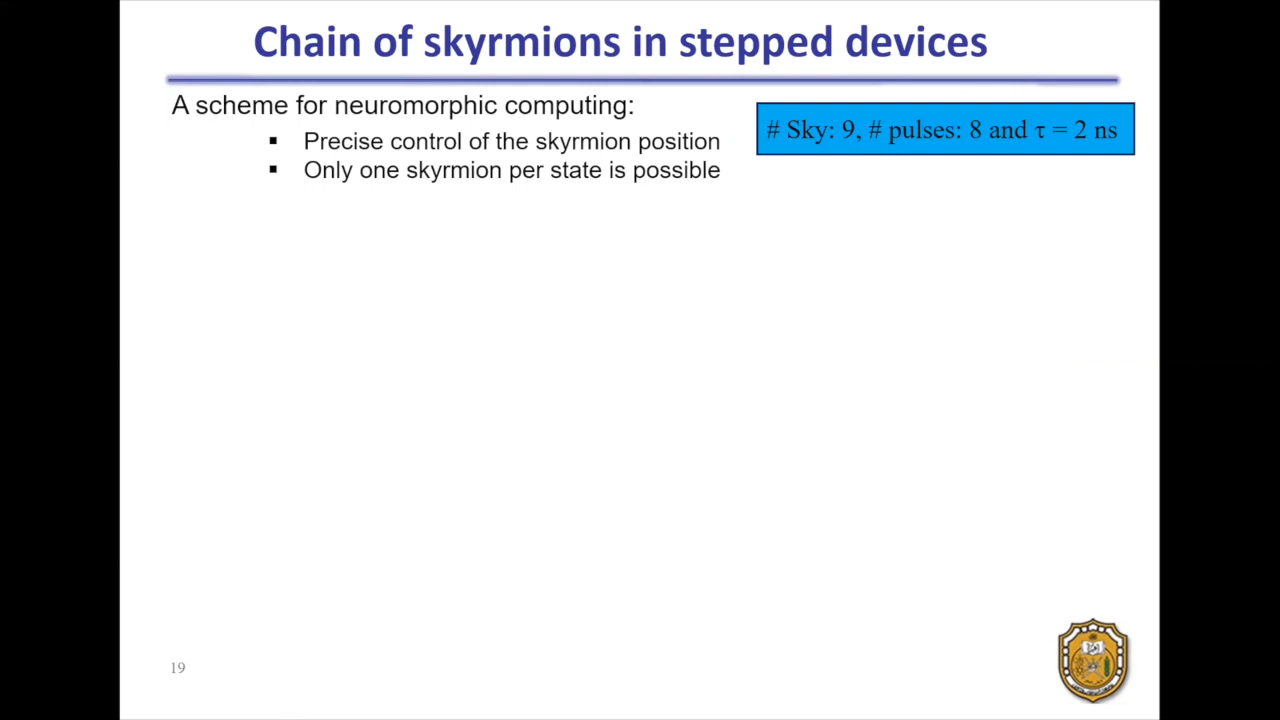 Chain of skyrmions in stepped devices
A scheme for neuromorphic computing:
▪ Precise control of the skyrmion position
▪ Only one skyrmion per state is possible
# Sky: 9, # pulses: 8 and τ = 2 ns
19